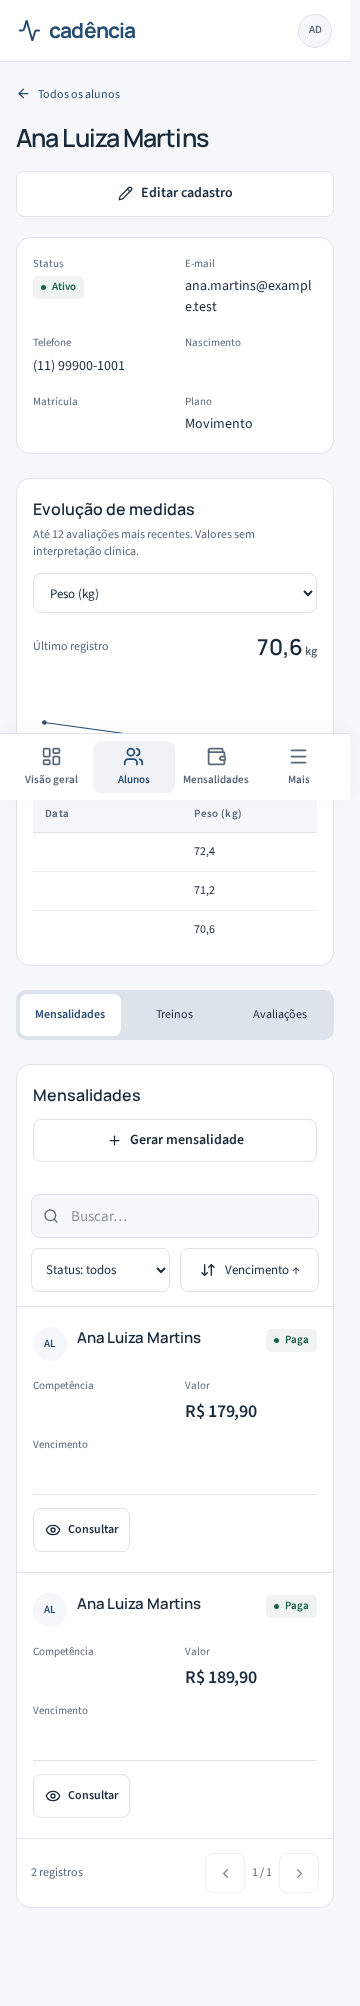 cadência
AD
Todos os alunos
Ana Luiza Martins
Editar cadastro
Status
E-mail
Ativo
ana.martins@exampl
e.test
Telefone
Nascimento
(11) 99900-1001
Matrícula
Plano
Movimento
Evolução de medidas
Até 12 avaliações mais recentes. Valores sem
interpretação clínica.
Peso (kg)
Último registro
70,6 kg
Visão geral
Alunos
Mensalidades
Mais
Data
Peso (kg)
72,4
71,2
70,6
Mensalidades
Treinos
Avaliações
Mensalidades
Gerar mensalidade
Buscar...
Status: todos
Vencimento ↑
AL
Ana Luiza Martins
Paga
Competência
Valor
R$ 179,90
Vencimento
Consultar
AL
Ana Luiza Martins
Paga
Competência
Valor
R$ 189,90
Vencimento
Consultar
2 registros
1 / 1